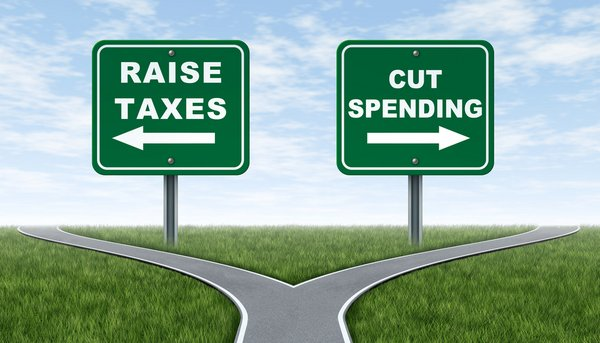 RAISE
TAXES
CUT
SPENDING